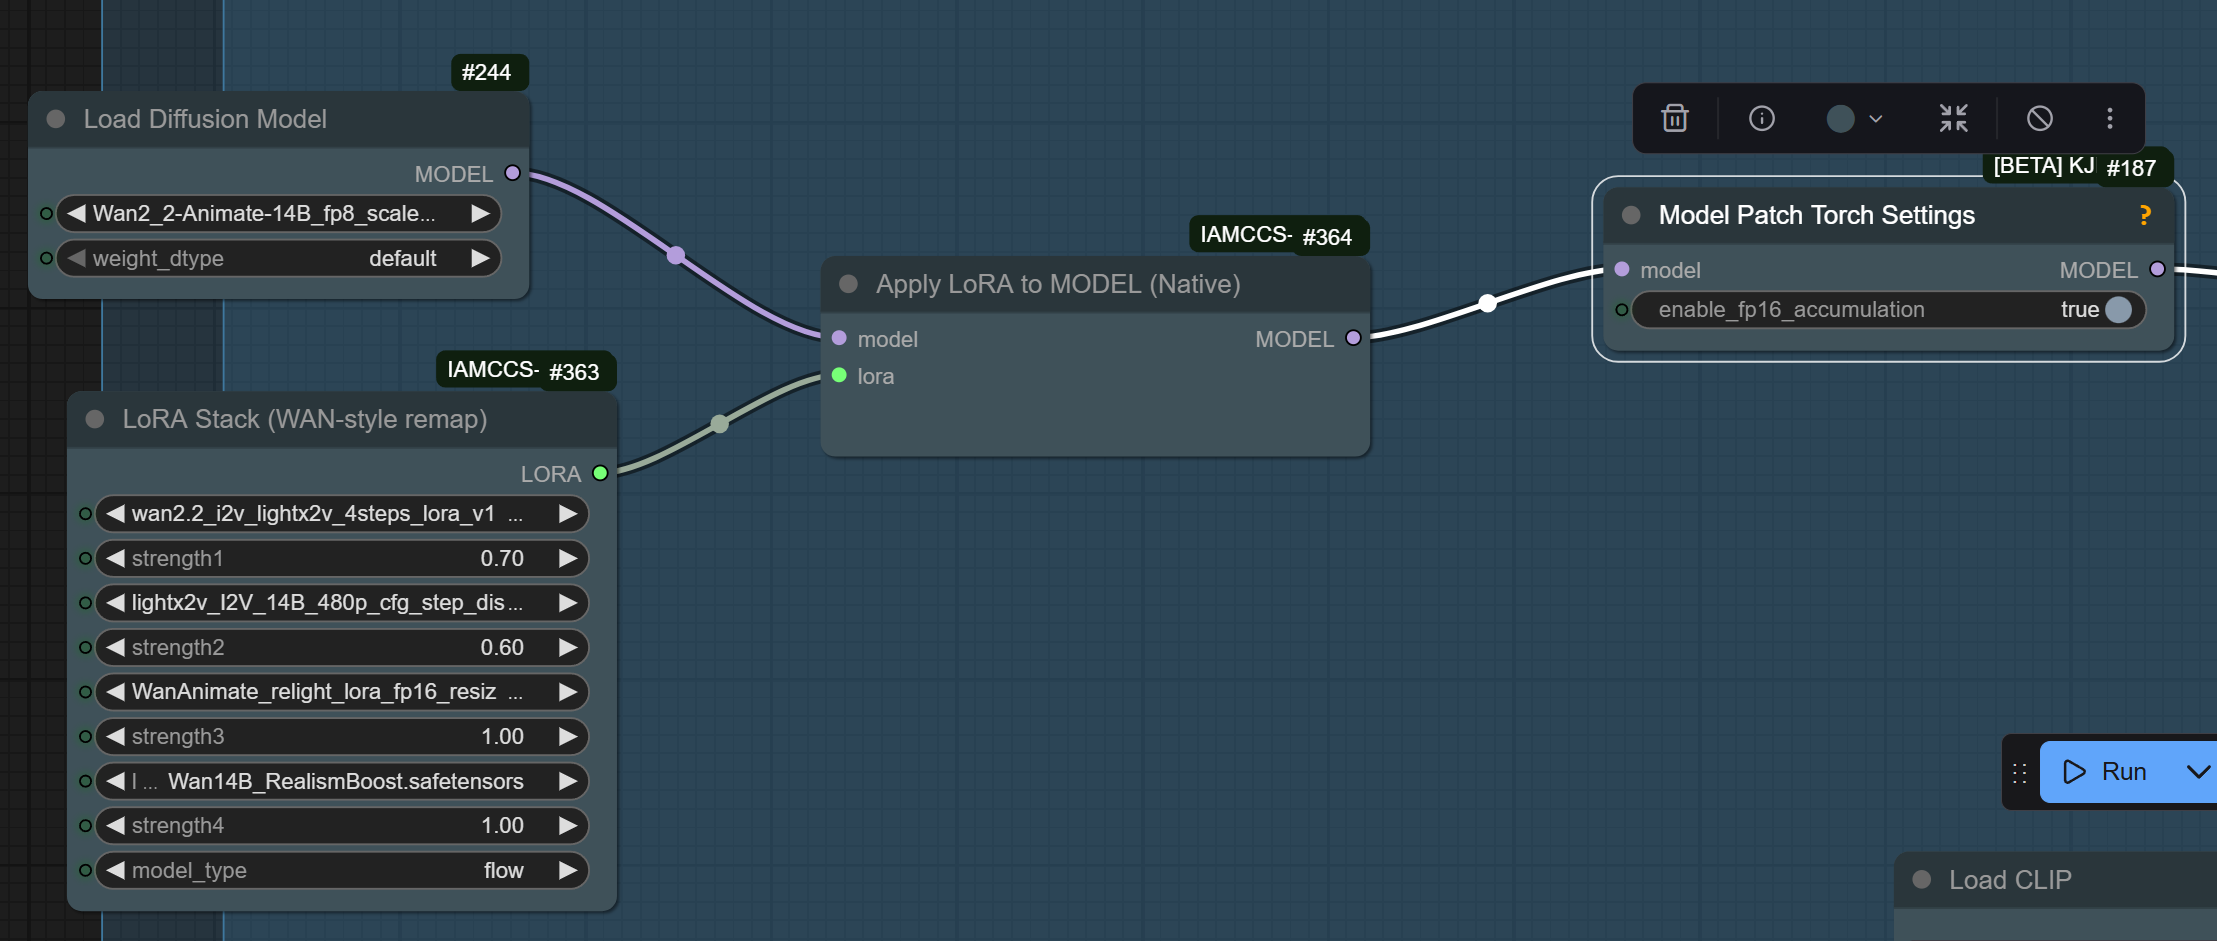 #244
Load Diffusion Model
MODEL
Wan2_2-Animate-14B_fp8_scale...
weight_dtype default
IAMCCS- #363
LoRA Stack (WAN-style remap)
LORA
wan2.2_i2v_lightx2v_4steps_lora_v1 ...
strength1 0.70
lightx2v_I2V_14B_480p_cfg_step_dis...
strength2 0.60
WanAnimate_relight_lora_fp16_resiz ...
strength3 1.00
l ... Wan14B_RealismBoost.safetensors
strength4 1.00
model_type flow
IAMCCS- #364
Apply LoRA to MODEL (Native)
model MODEL
lora
[BETA] KJ #187
Model Patch Torch Settings ?
model MODEL
enable_fp16_accumulation true
Run
Load CLIP